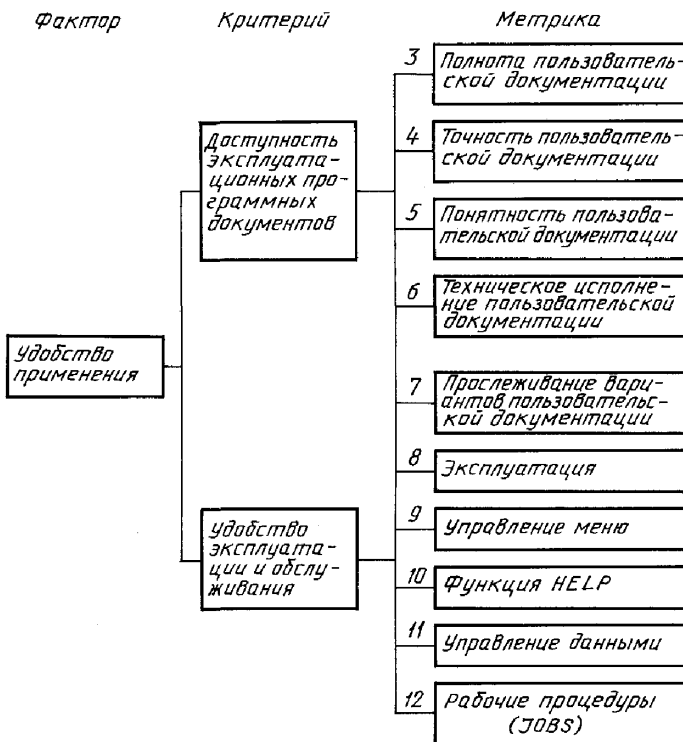 Фактор Критерий Метрика
3
Полнота пользователь-
ской документации
4
Точность пользователь-
ской документации
5
Понятность пользова-
тельской документации
6
Техническое исполне-
ние пользовательской
документации
7
Прослеживание вари-
антов пользовательс-
кой документации
8
Эксплуатация
9
Управление меню
10
Функция HELP
11
Управление данными
12
Рабочие процедуры
(JOBS)
Доступность
эксплуата-
ционных про-
граммных
документов
Удобство
эксплуата-
ции и обслу-
живания
Удобство
применения